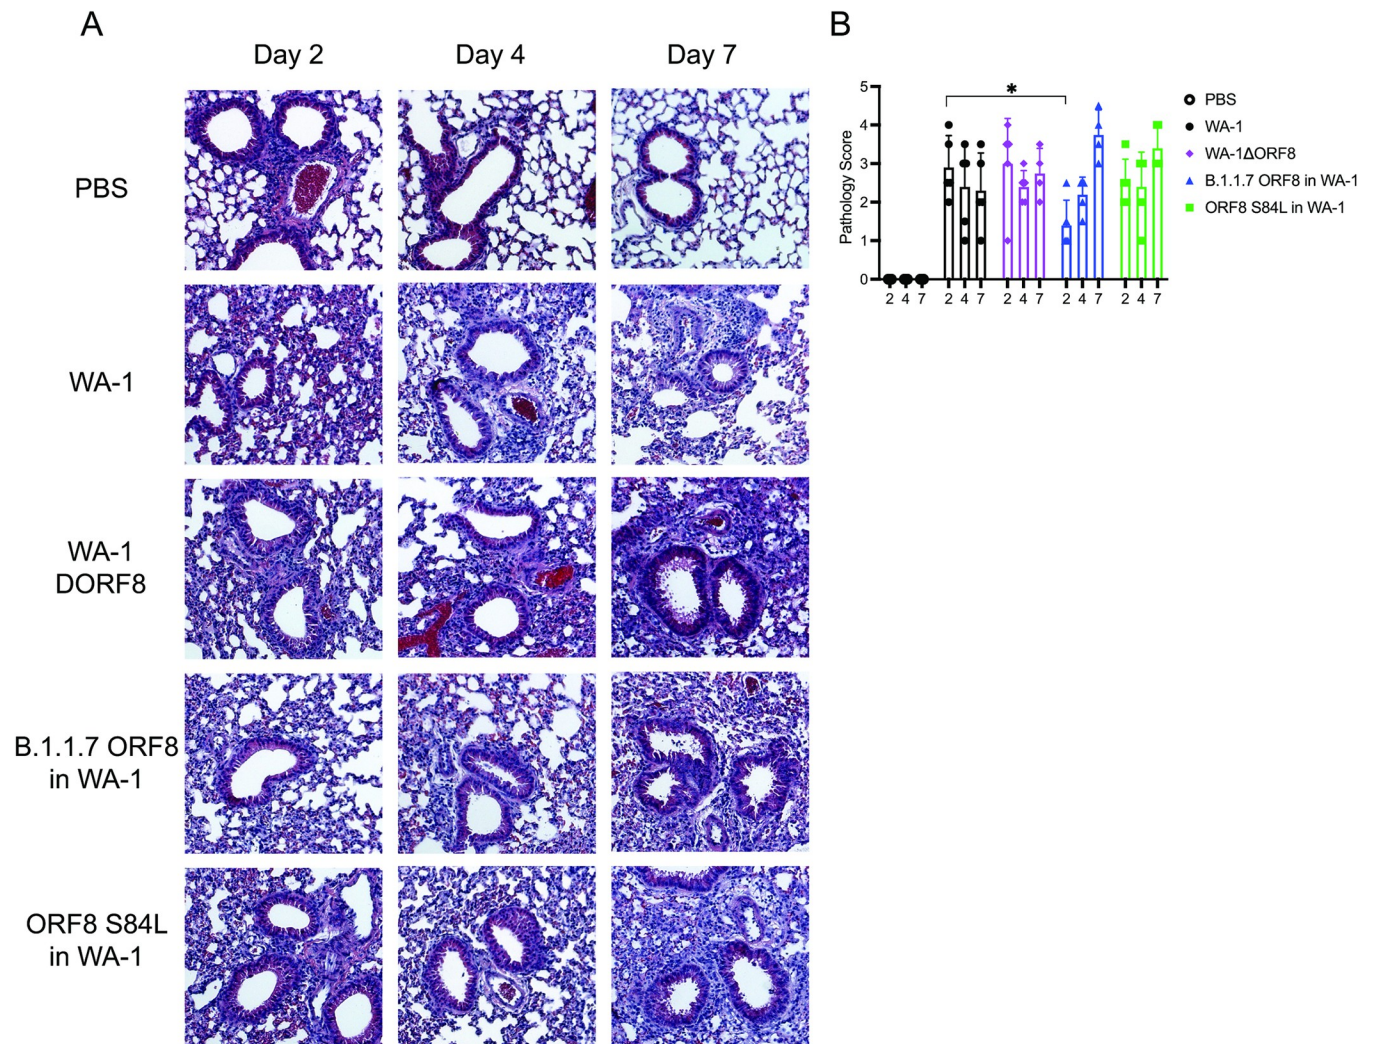 A
Day 2 Day 4 Day 7
PBS
WA-1
WA-1
DORF8
B.1.1.7 ORF8
in WA-1
ORF8 S84L
in WA-1
B
Pathology Score
5
4
3
2
1
0
*
2 4 7 2 4 7 2 4 7 2 4 7 2 4 7
PBS
WA-1
WA-1ΔORF8
B.1.1.7 ORF8 in WA-1
ORF8 S84L in WA-1